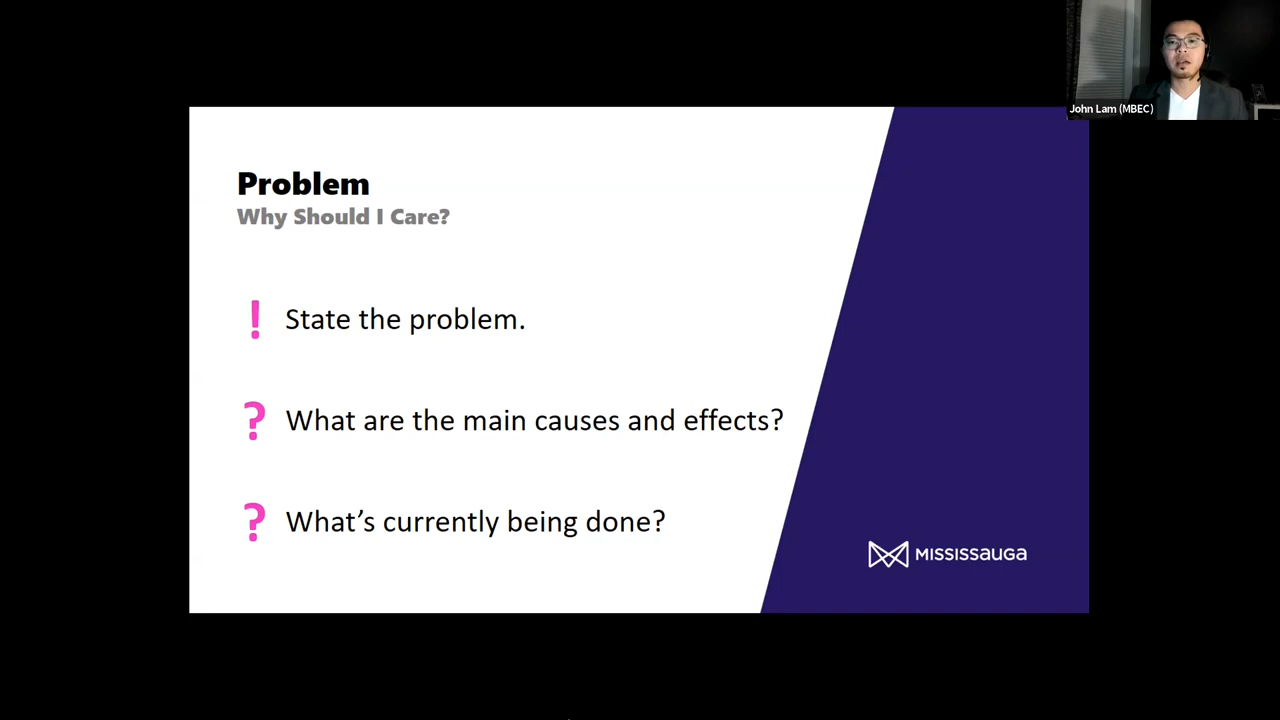 John Lam (MBEC)
Problem
Why Should I Care?
! State the problem.
? What are the main causes and effects?
? What’s currently being done?
MISSISSAUGA